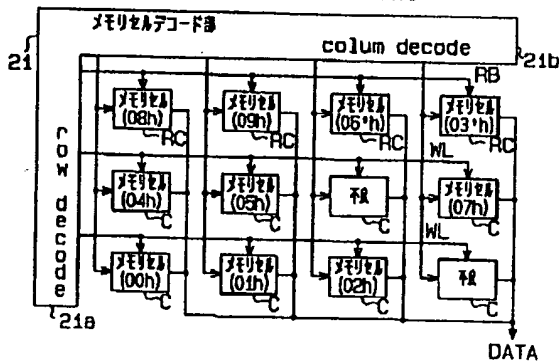 メモリセルデコード部
21
colum decode
21b
RB
メモリセル
(08h)
RC
メモリセル
(09h)
RC
メモリセル
(06'h)
RC
メモリセル
(03'h)
RC
row decode
WL
メモリセル
(04h)
C
メモリセル
(05h)
C
不良
C
メモリセル
(07h)
C
WL
メモリセル
(00h)
C
メモリセル
(01h)
C
メモリセル
(02h)
C
不良
C
21a
DATA